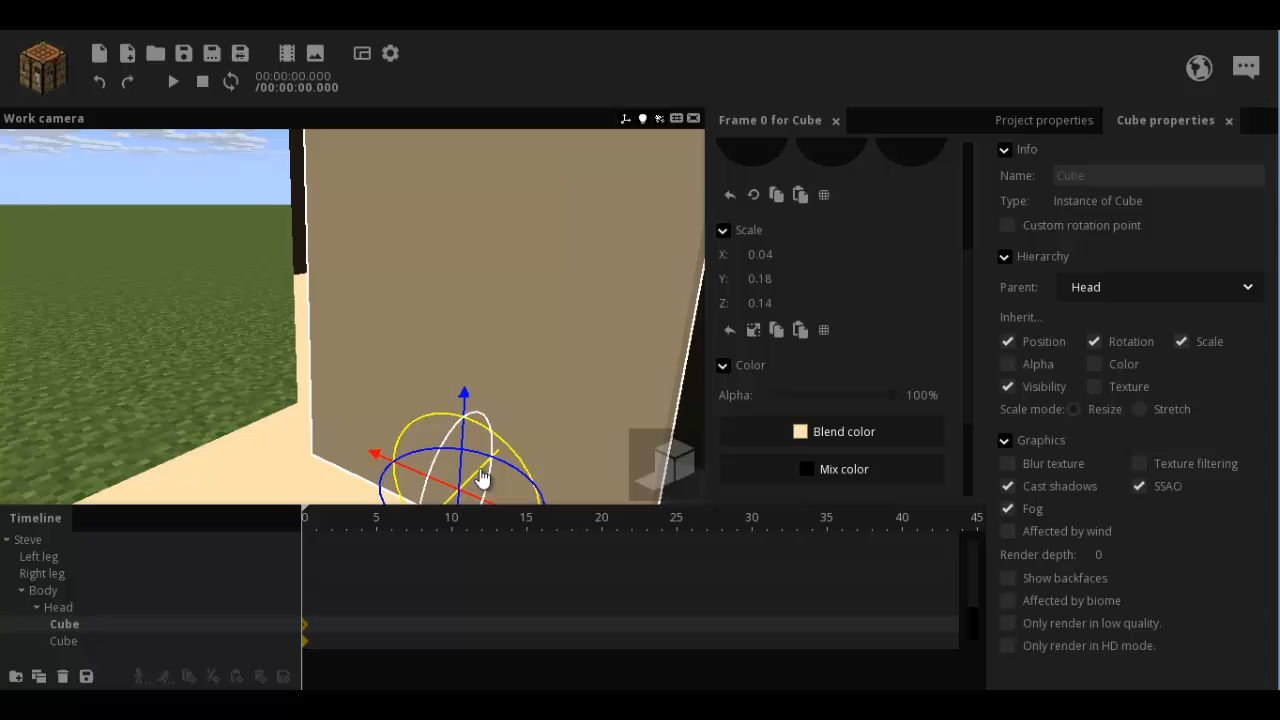 00:00:00.000
/00:00:00.000
Work camera
Frame 0 for Cube
Project properties
Cube properties
Scale
X: 0.04
Y: 0.18
Z: 0.14
Color
Alpha: 100%
Blend color
Mix color
Info
Name: Cube
Type: Instance of Cube
Custom rotation point
Hierarchy
Parent: Head
Inherit...
Position Rotation Scale
Alpha Color
Visibility Texture
Scale mode: Resize Stretch
Graphics
Blur texture Texture filtering
Cast shadows SSAO
Fog
Affected by wind
Render depth: 0
Show backfaces
Affected by biome
Only render in low quality.
Only render in HD mode.
Timeline
0 5 10 15 20 25 30 35 40 45
Steve
Left leg
Right leg
Body
Head
Cube
Cube